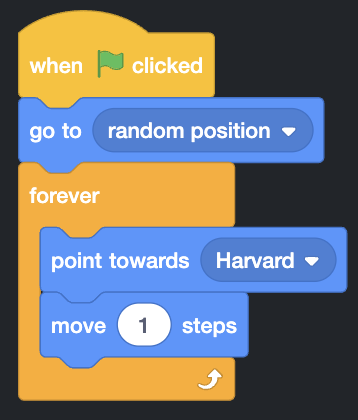 when clicked
go to random position
forever
point towards Harvard
move 1 steps